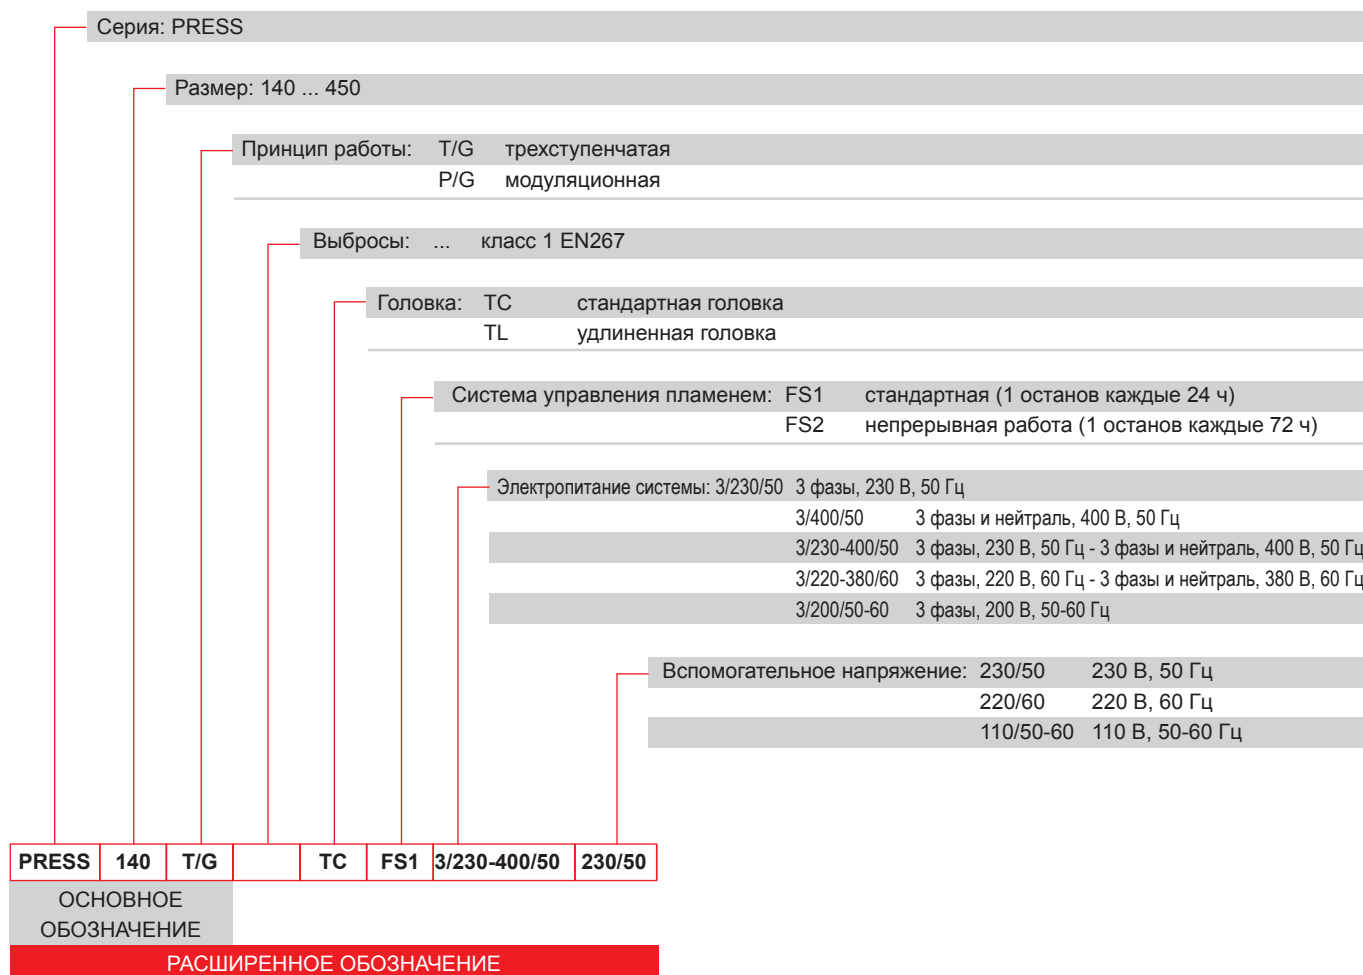 Серия: PRESS
Размер: 140 ... 450
Принцип работы: T/G трехступенчатая
P/G модуляционная
Выбросы: ... класс 1 EN267
Головка: TC стандартная головка
TL удлиненная головка
Система управления пламенем: FS1 стандартная (1 останов каждые 24 ч)
FS2 непрерывная работа (1 останов каждые 72 ч)
Электропитание системы: 3/230/50 3 фазы, 230 В, 50 Гц
3/400/50 3 фазы и нейтраль, 400 В, 50 Гц
3/230-400/50 3 фазы, 230 В, 50 Гц - 3 фазы и нейтраль, 400 В, 50 Гц
3/220-380/60 3 фазы, 220 В, 60 Гц - 3 фазы и нейтраль, 380 В, 60 Гц
3/200/50-60 3 фазы, 200 В, 50-60 Гц
Вспомогательное напряжение: 230/50 230 В, 50 Гц
220/60 220 В, 60 Гц
110/50-60 110 В, 50-60 Гц
PRESS 140 T/G TC FS1 3/230-400/50 230/50
ОСНОВНОЕ
ОБОЗНАЧЕНИЕ
РАСШИРЕННОЕ ОБОЗНАЧЕНИЕ